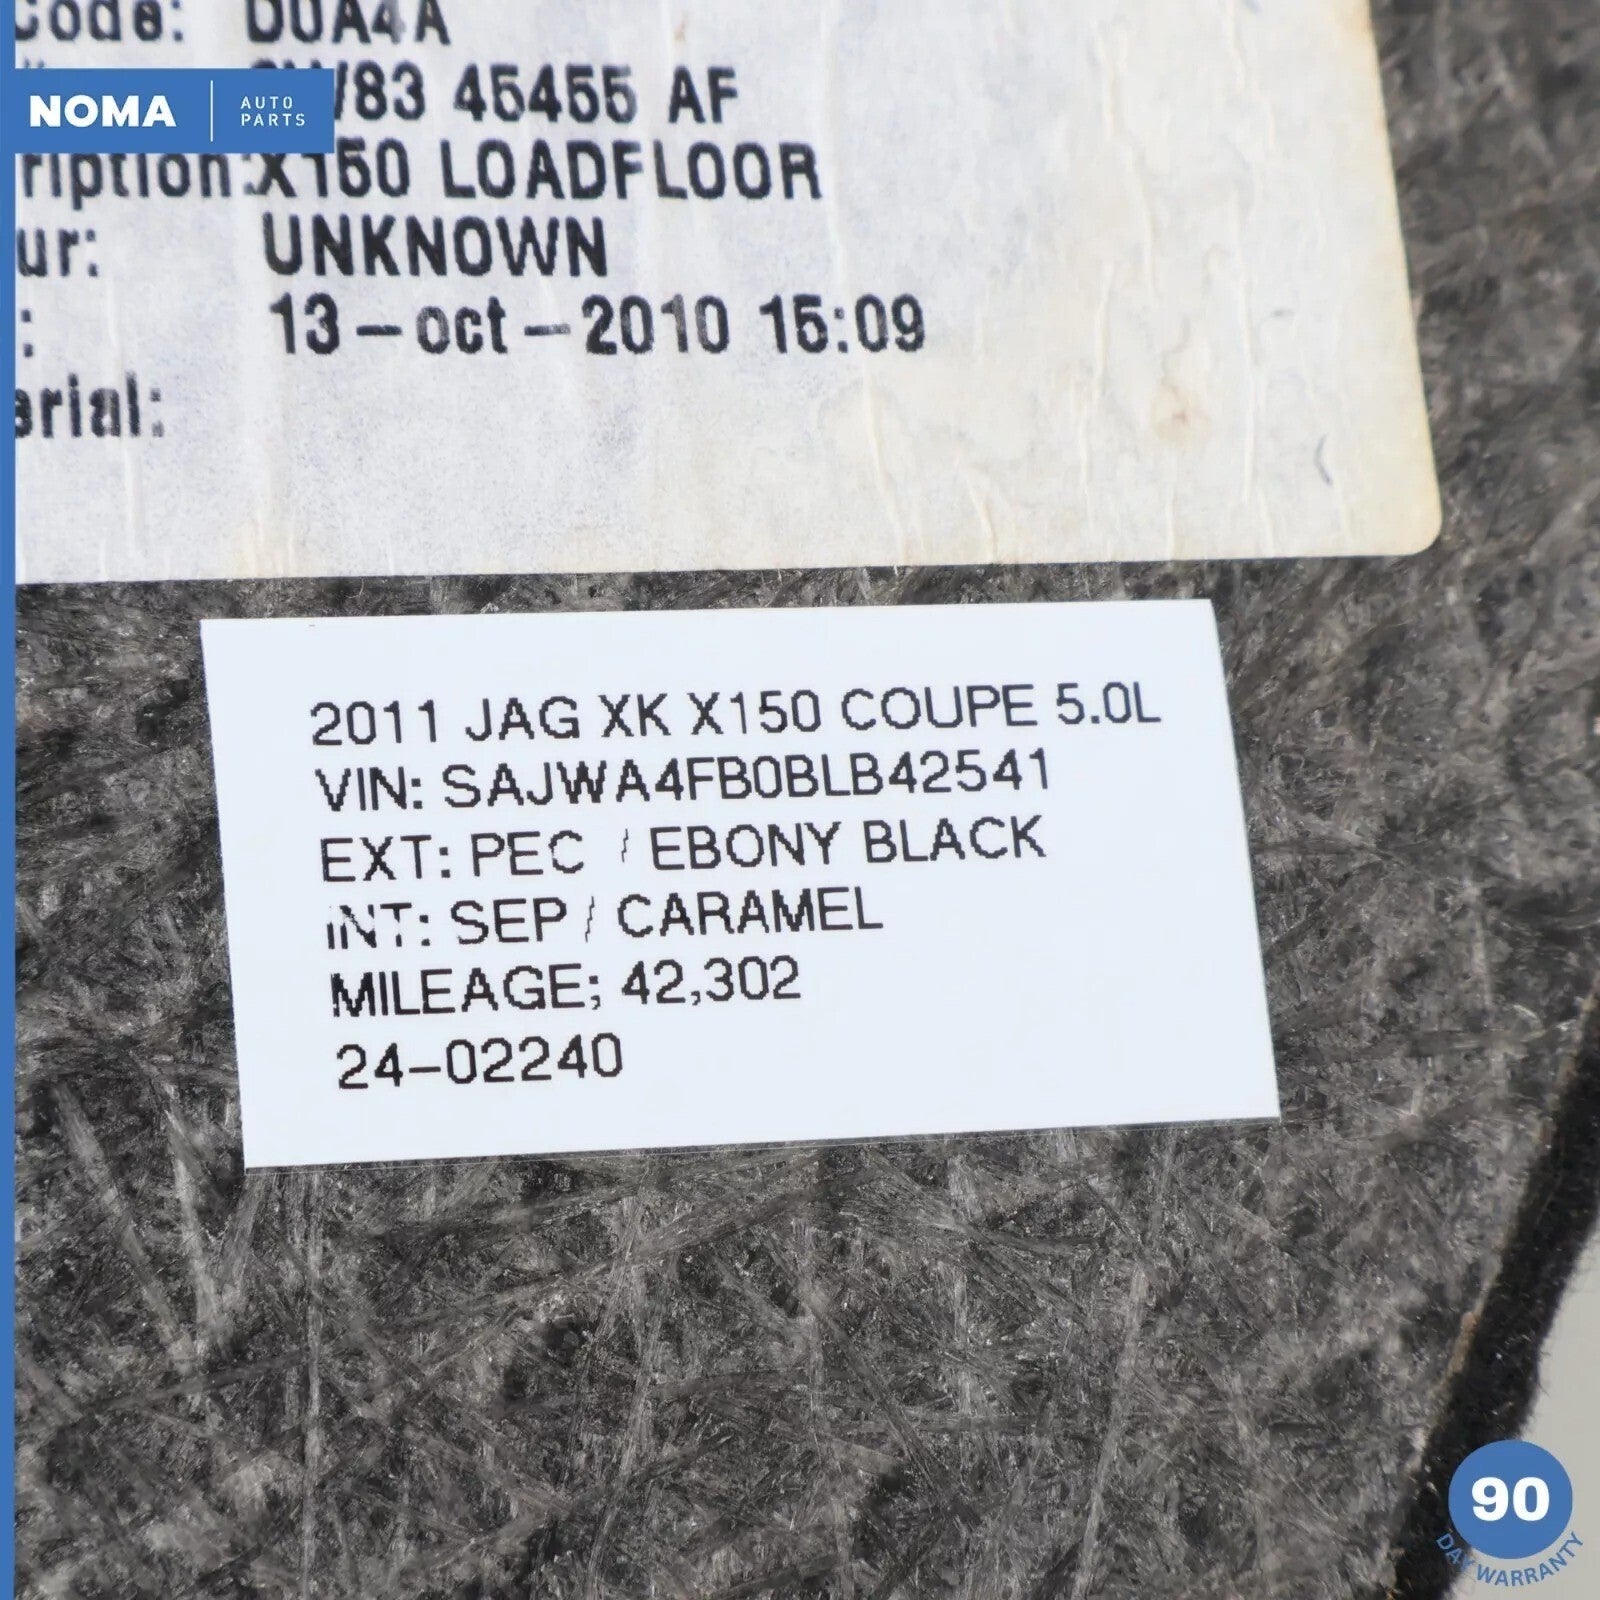 Code: DUA4A
NOMA AUTO PARTS
/83 45455 AF
ription:X150 LOADFLOOR
ur: UNKNOWN
: 13-oct-2010 15:09
erial:
2011 JAG XK X150 COUPE 5.0L
VIN: SAJWA4FB0BLB42541
EXT: PEC / EBONY BLACK
INT: SEP / CARAMEL
MILEAGE; 42,302
24-02240
90
DAY WARRANTY